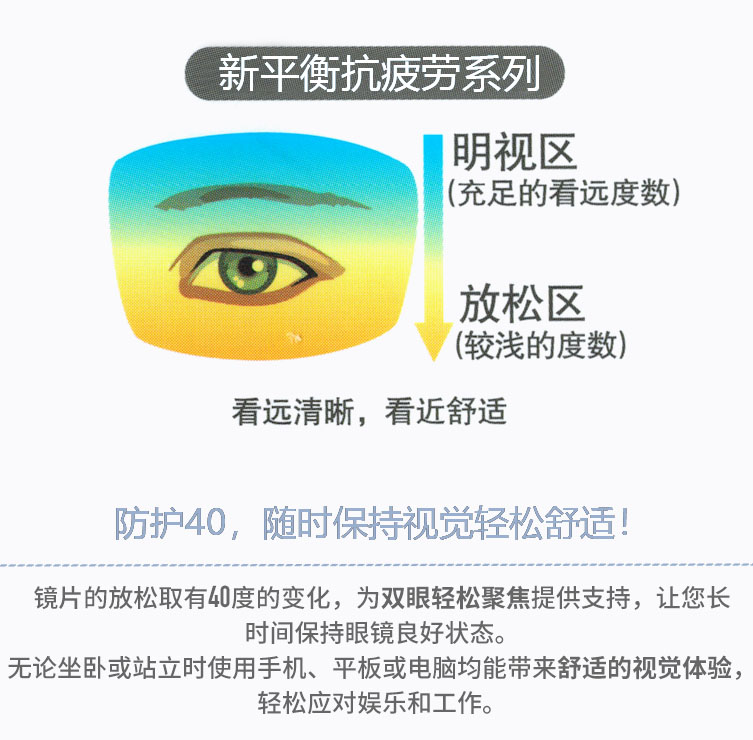 新平衡抗疲劳系列
明视区
(充足的看远度数)
放松区
(较浅的度数)
看远清晰，看近舒适
防护40，随时保持视觉轻松舒适！
镜片的放松取有40度的变化，为双眼轻松聚焦提供支持，让您长
时间保持眼镜良好状态。
无论坐卧或站立时使用手机、平板或电脑均能带来舒适的视觉体验，
轻松应对娱乐和工作。